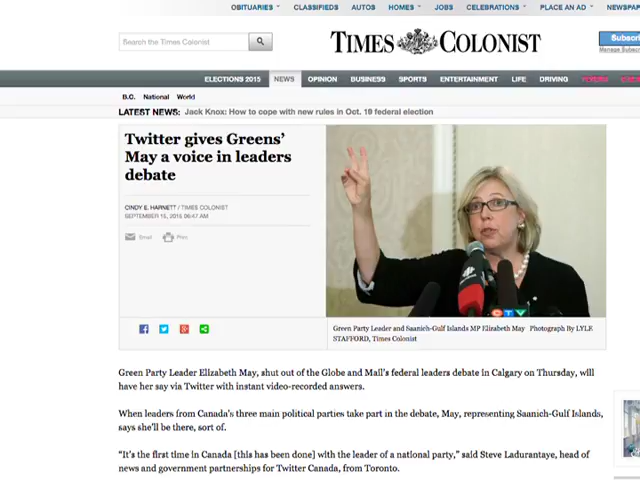 OBITUARIES CLASSIFIEDS AUTOS HOMES JOBS CELEBRATIONS PLACE AN AD NEWSPAP
Search the Times Colonist
TIMES COLONIST
Subscri
Manage Subscrip
ELECTIONS 2015 NEWS OPINION BUSINESS SPORTS ENTERTAINMENT LIFE DRIVING FLYERS
B.C. National World
LATEST NEWS: Jack Knox: How to cope with new rules in Oct. 19 federal election
Twitter gives Greens'
May a voice in leaders
debate
CINDY E. HARNETT / TIMES COLONIST
SEPTEMBER 15, 2015 06:47 AM
Email Print
CTV
Green Party Leader and Saanich-Gulf Islands MP Elizabeth May Photograph By LYLE
STAFFORD, Times Colonist
Green Party Leader Elizabeth May, shut out of the Globe and Mail's federal leaders debate in Calgary on Thursday, will
have her say via Twitter with instant video-recorded answers.
When leaders from Canada's three main political parties take part in the debate, May, representing Saanich-Gulf Islands,
says she'll be there, sort of.
"It's the first time in Canada [this has been done] with the leader of a national party," said Steve Ladurantaye, head of
news and government partnerships for Twitter Canada, from Toronto.